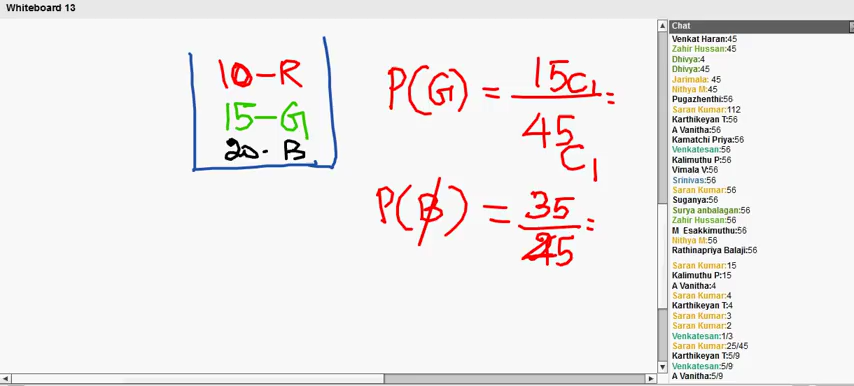 Whiteboard 13
10-R
15-G
20. B
P(G) = 15C1 =
45
C1
P(B) = 35 =
45
Chat
Venkat Haran:45
Zahir Hussan:45
Dhivya:4
Dhivya:45
Jarimala: 45
Nithya M:45
Pugazhenthi:56
Saran Kumar:112
Karthikeyan T:56
A Vanitha:56
Kamatchi Priya:56
Venkatesan:56
Kalimuthu P:56
Vimala V:56
Srinivas:56
Saran Kumar:56
Suganya:56
Surya anbalagan:56
Zahir Hussan:56
M Esakkimuthu:56
Nithya M:56
Rathinapriya Balaji:56
Saran Kumar:15
Kalimuthu P:15
A Vanitha:4
Saran Kumar:4
Karthikeyan T:4
Saran Kumar:3
Saran Kumar:2
Venkatesan:1/3
Saran Kumar:25/45
Karthikeyan T:5/9
Venkatesan:5/9
A Vanitha:5/9